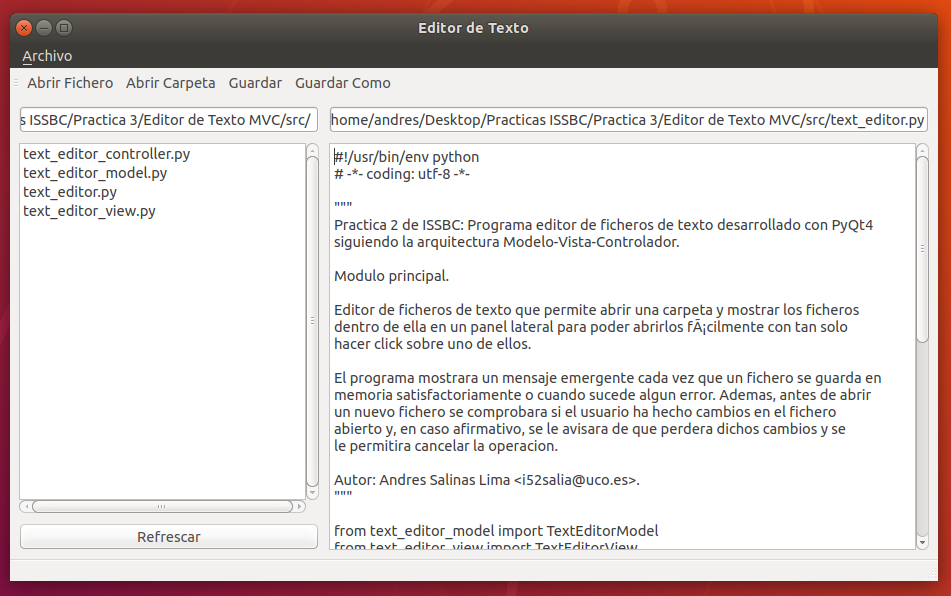 Editor de Texto
Archivo
Abrir Fichero Abrir Carpeta Guardar Guardar Como
s ISSBC/Practica 3/Editor de Texto MVC/src/
home/andres/Desktop/Practicas ISSBC/Practica 3/Editor de Texto MVC/src/text_editor.py
text_editor_controller.py
text_editor_model.py
text_editor.py
text_editor_view.py
Refrescar
#!/usr/bin/env python
# -*- coding: utf-8 -*-
"""
Practica 2 de ISSBC: Programa editor de ficheros de texto desarrollado con PyQt4
siguiendo la arquitectura Modelo-Vista-Controlador.
Modulo principal.
Editor de ficheros de texto que permite abrir una carpeta y mostrar los ficheros
dentro de ella en un panel lateral para poder abrirlos fÃ¡cilmente con tan solo
hacer click sobre uno de ellos.
El programa mostrara un mensaje emergente cada vez que un fichero se guarda en
memoria satisfactoriamente o cuando sucede algun error. Ademas, antes de abrir
un nuevo fichero se comprobara si el usuario ha hecho cambios en el fichero
abierto y, en caso afirmativo, se le avisara de que perdera dichos cambios y se
le permitira cancelar la operacion.
Autor: Andres Salinas Lima <i52salia@uco.es>.
"""
from text_editor_model import TextEditorModel
from text_editor_view import TextEditorView